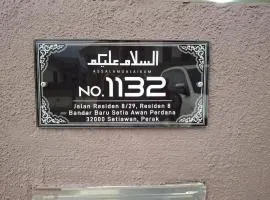 السلام عليكم
ASSALAMUALAIKUM
NO.1132
Jalan Residen 8/29, Residen 8
Bandar Baru Setia Awan Perdana
32000 Setiawan, Perak